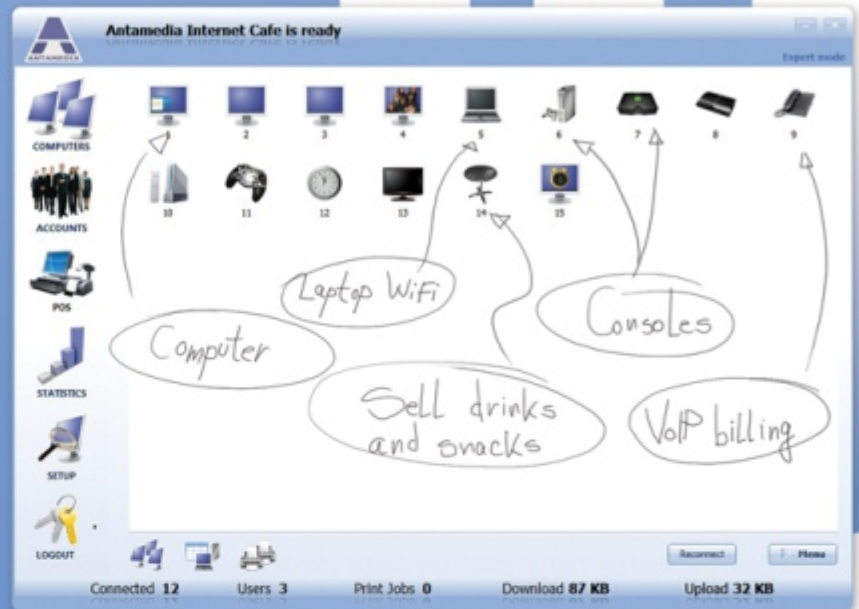 Antamedia Internet Cafe is ready
ANTAMEDIA
Expert mode
COMPUTERS
1 2 3 4 5 6 7 8 9
ACCOUNTS
10 11 12 13 14 15
POS
Laptop WiFi
Consoles
Computer
STATISTICS
Sell drinks
and snacks
VoIP billing
SETUP
LOGOUT
Reconnect
Menu
Connected 12 Users 3 Print Jobs 0 Download 87 KB Upload 32 KB